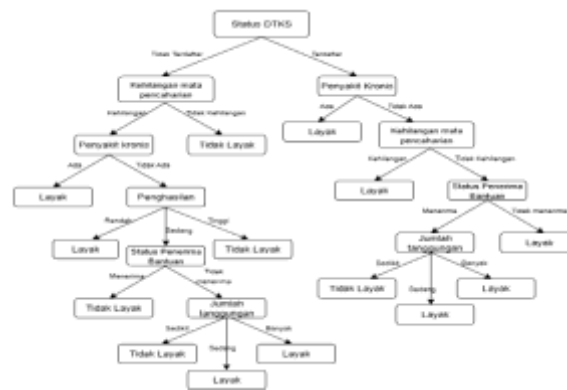 Status DTKS
Tidak Terdaftar
Terdaftar
Kehilangan mata
pencaharian
Penyakit Kronis
Kehilangan
Tidak Kehilangan
Ada
Tidak Ada
Penyakit kronis
Tidak Layak
Layak
Kehilangan mata
pencaharian
Ada
Tidak Ada
Kehilangan
Tidak Kehilangan
Layak
Penghasilan
Layak
Status Penerima
Bantuan
Rendah
Sedang
Tinggi
Menerima
Tidak menerima
Layak
Status Penerima
Bantuan
Tidak Layak
Jumlah
tanggungan
Layak
Menerima
Tidak
menerima
Sedikit
Sedang
Banyak
Tidak Layak
Jumlah
tanggungan
Tidak Layak
Layak
Layak
Sedikit
Sedang
Banyak
Tidak Layak
Layak
Layak